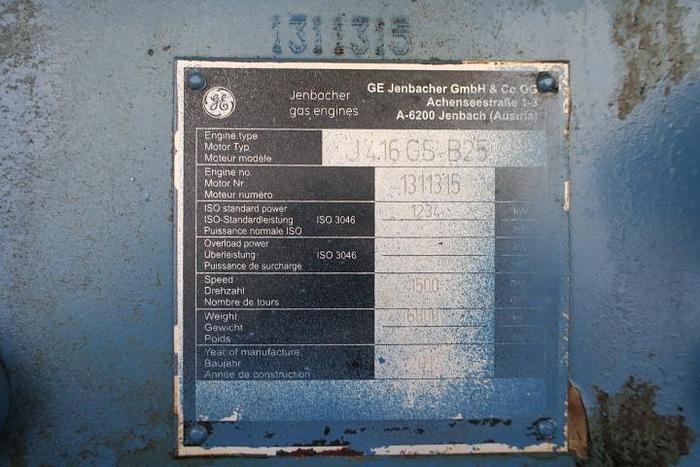 1311315
GE
Jenbacher
gas engines
GE Jenbacher GmbH & Co OG
Achenseestraße 1-3
A-6200 Jenbach (Austria)
Engine type
Motor Typ
Moteur modéle
J 416 GS-B25
Engine no.
Motor Nr.
Moteur numéro
1311315
ISO standard power
ISO-Standardleistung ISO 3046
Puissance normale ISO
1234
Overload power
Überleistung ISO 3046
Puissance de surcharge
Speed
Drehzahl
Nombre de tours
1500
Weight
Gewicht
Poids
Year of manufacture
Baujahr
Année de construction